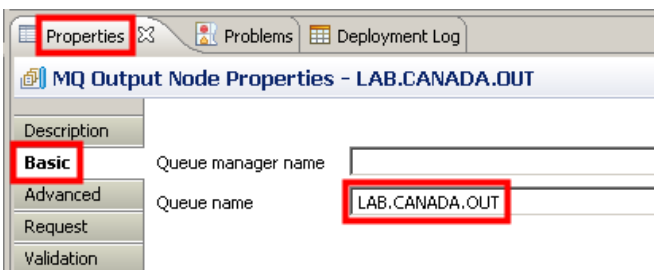 Properties Problems Deployment Log
MQ Output Node Properties - LAB.CANADA.OUT
Description
Basic Queue manager name
Advanced Queue name LAB.CANADA.OUT
Request
Validation